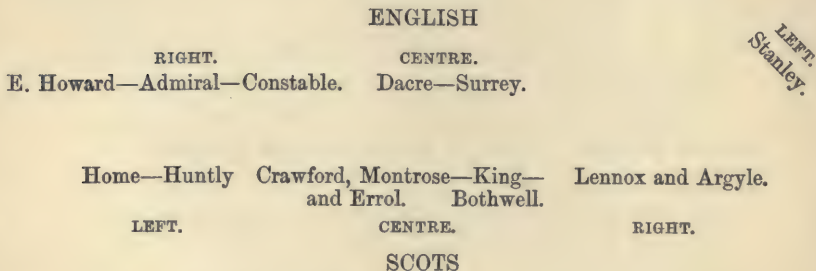 ENGLISH
LEFT.
Stanley.
RIGHT. CENTRE.
E. Howard—Admiral—Constable. Dacre—Surrey.
Home—Huntly Crawford, Montrose—King— Lennox and Argyle.
and Errol. Bothwell.
LEFT. CENTRE. RIGHT.
SCOTS